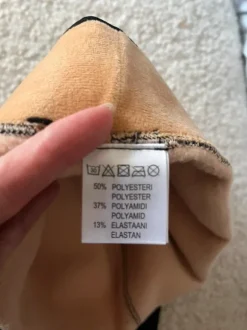 50% POLYESTERI
POLYESTER
37% POLYAMIDI
POLYAMID
13% ELASTAANI
ELASTAN